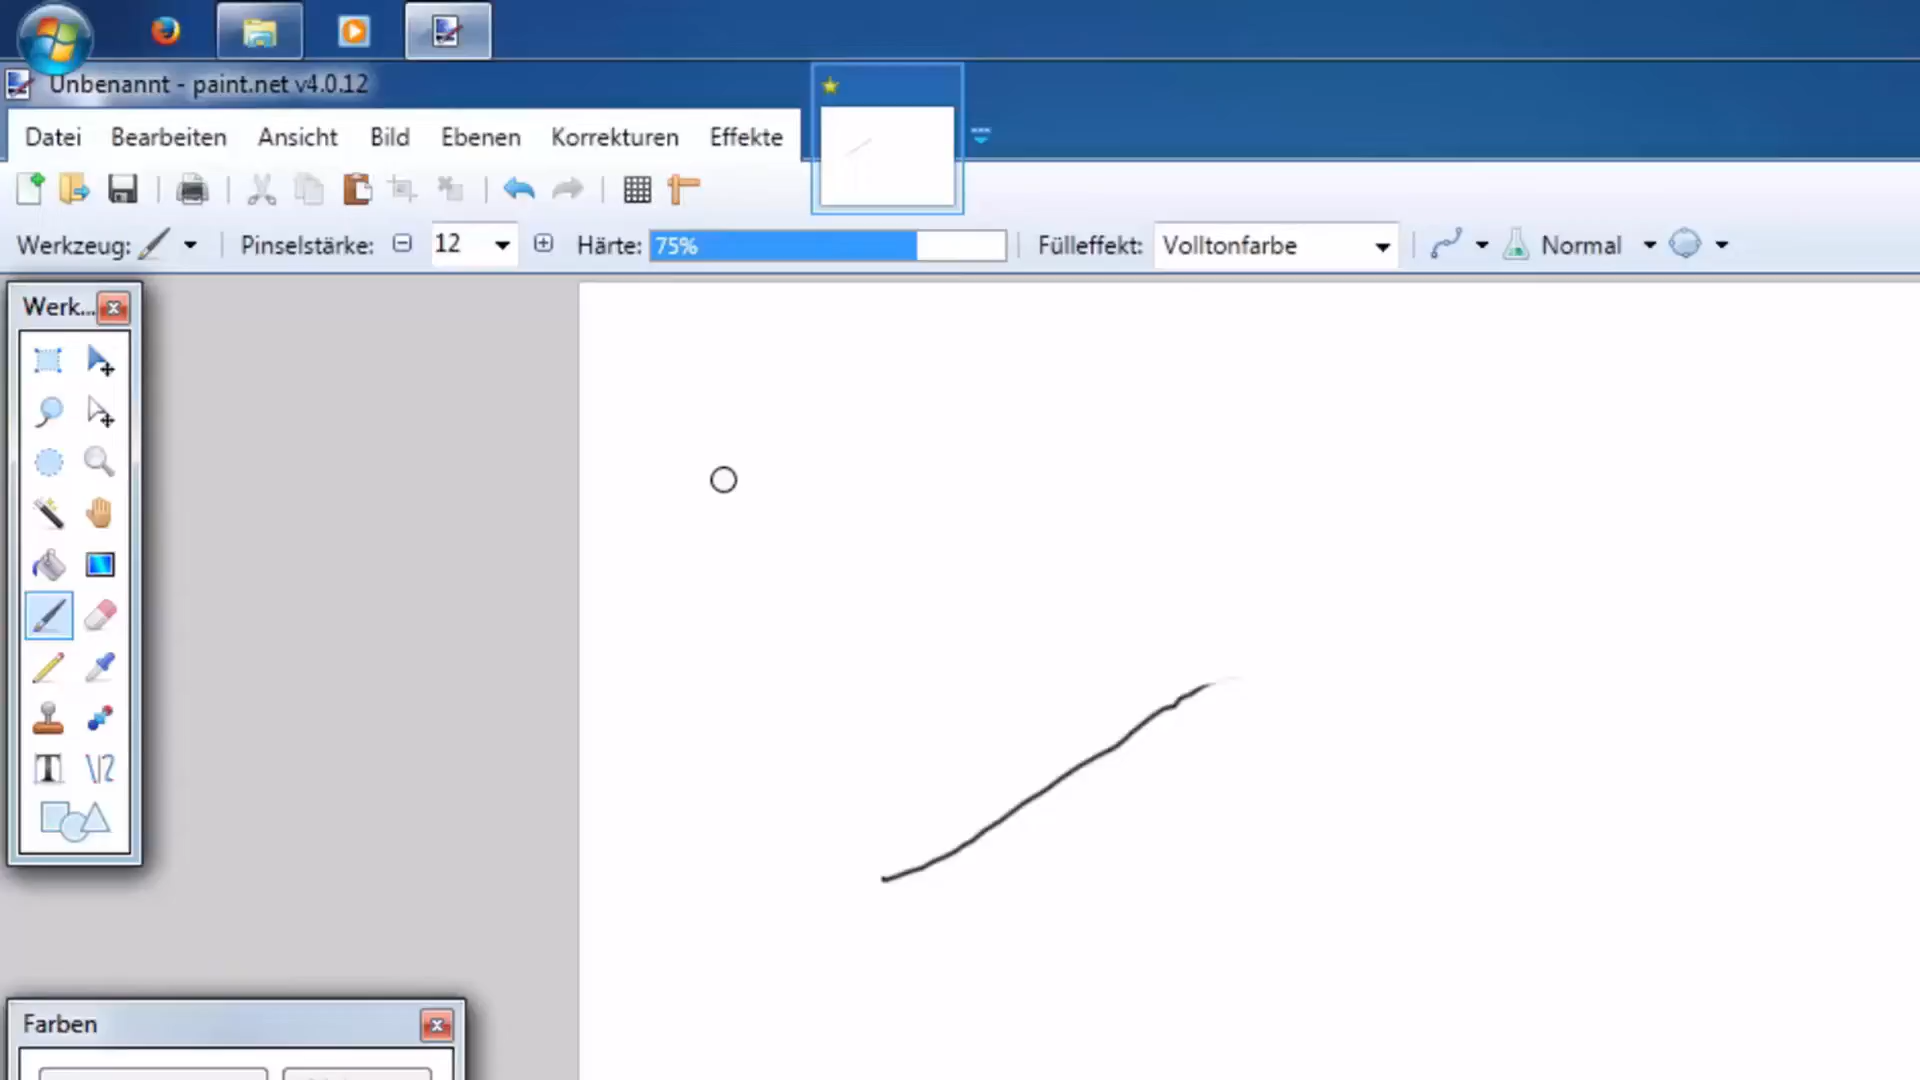 Unbenannt - paint.net v4.0.12
Datei Bearbeiten Ansicht Bild Ebenen Korrekturen Effekte
Werkzeug: Pinselstärke: 12 Härte: 75% Fülleffekt: Volltonfarbe Normal
Werk...
Farben